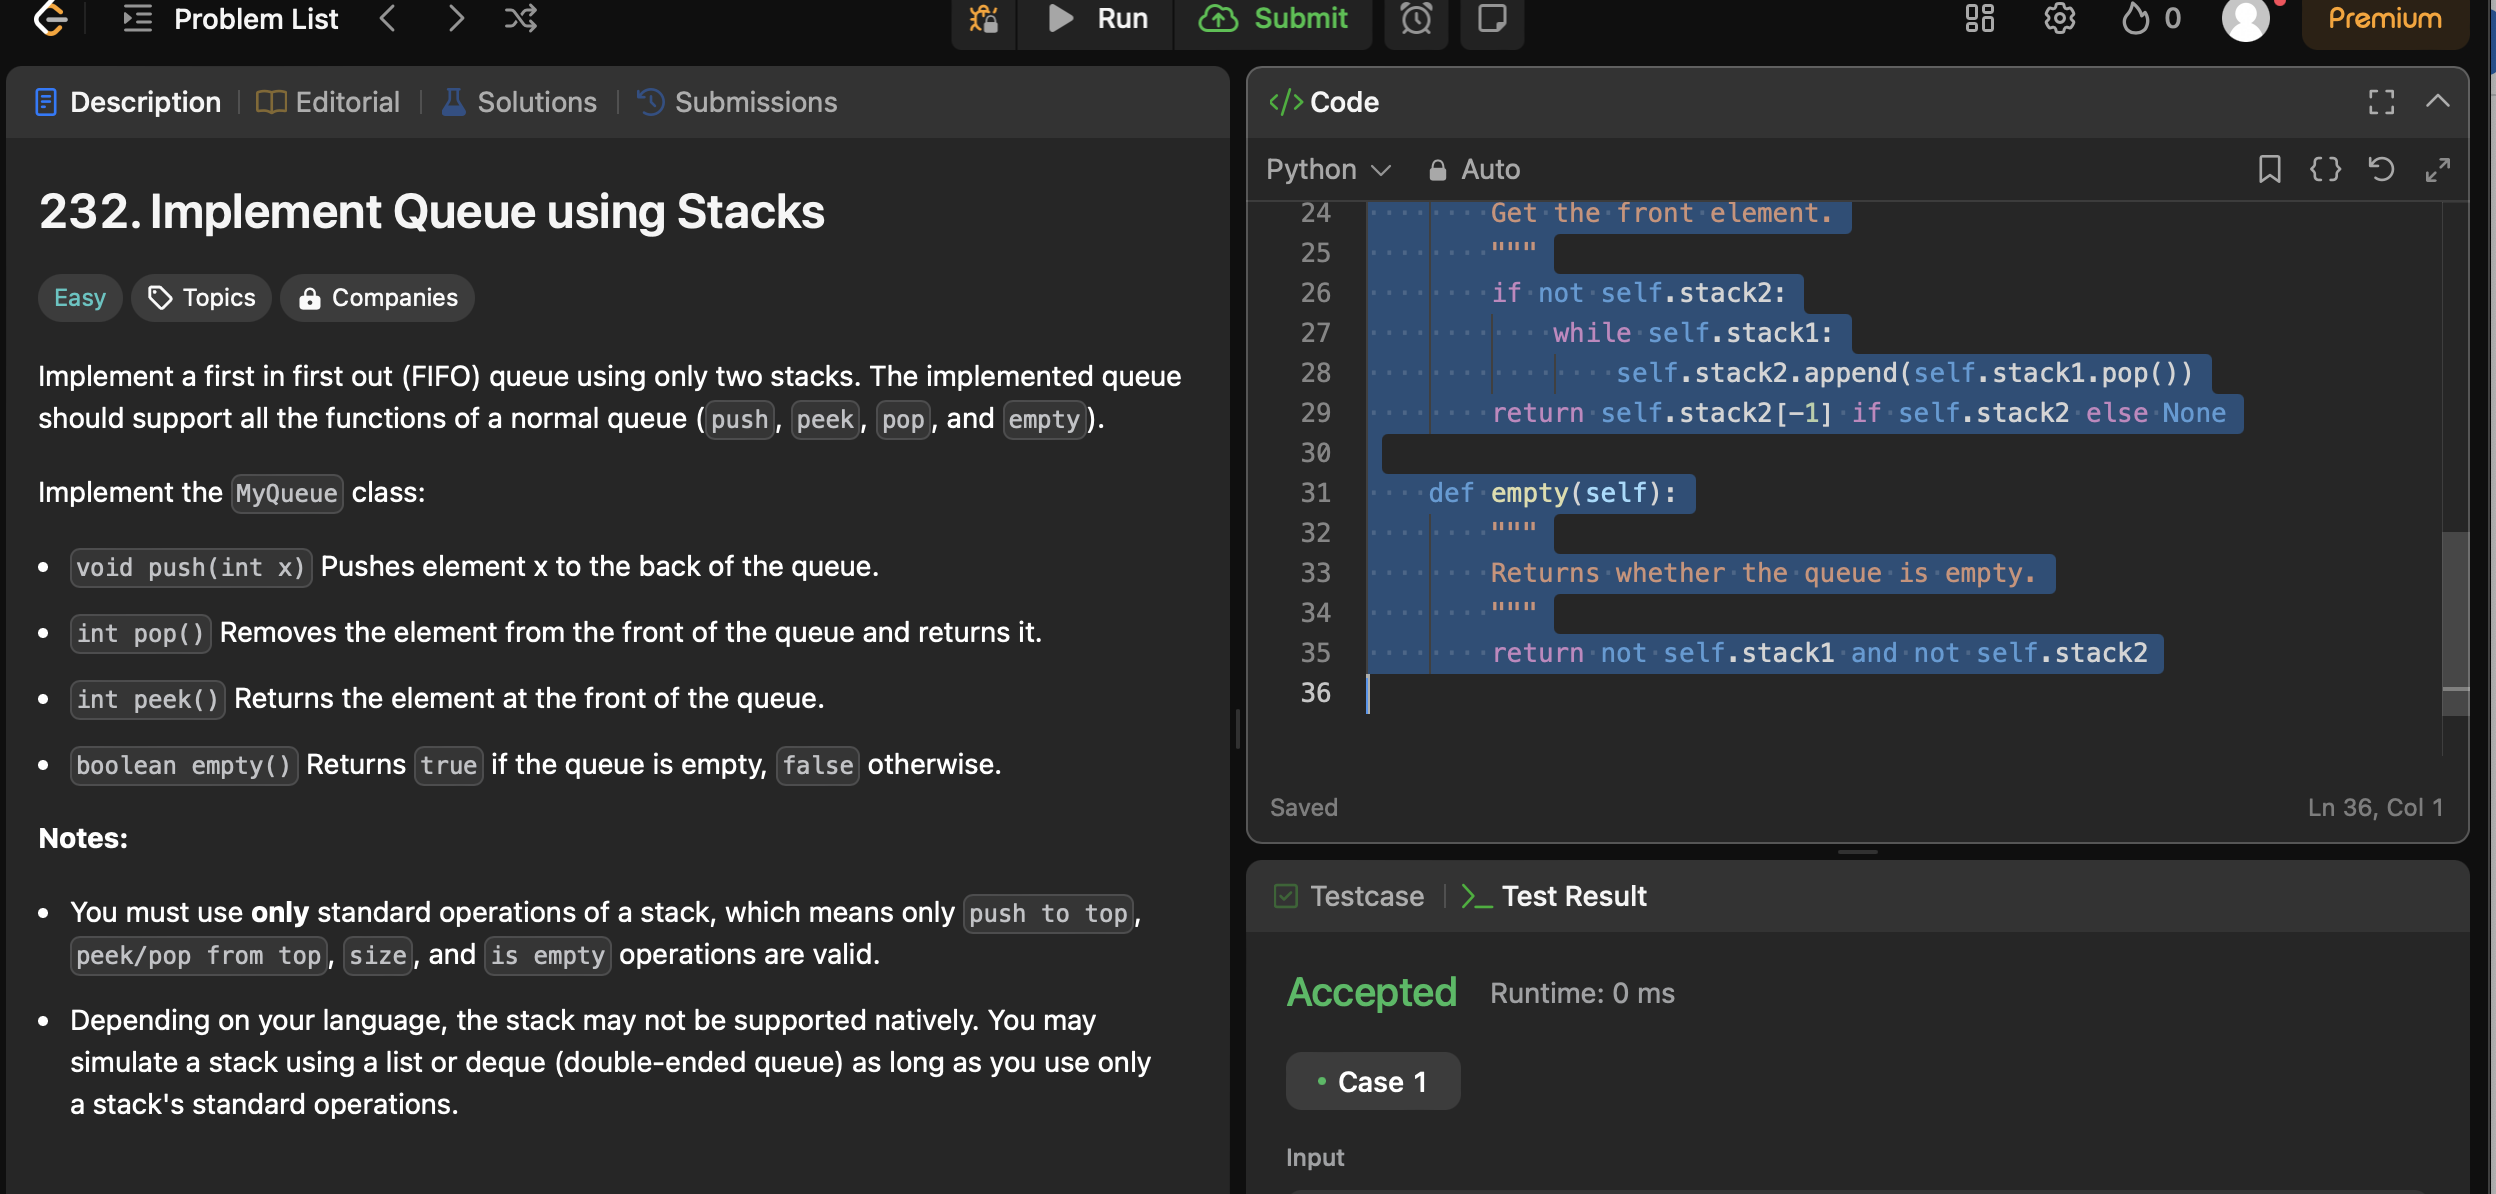 Problem List
Run
Submit
0
Premium
Description
Editorial
Solutions
Submissions
232. Implement Queue using Stacks
Easy
Topics
Companies
Implement a first in first out (FIFO) queue using only two stacks. The implemented queue
should support all the functions of a normal queue (push, peek, pop, and empty).
Implement the MyQueue class:
• void push(int x) Pushes element x to the back of the queue.
• int pop() Removes the element from the front of the queue and returns it.
• int peek() Returns the element at the front of the queue.
• boolean empty() Returns true if the queue is empty, false otherwise.
Notes:
• You must use only standard operations of a stack, which means only push to top,
peek/pop from top, size, and is empty operations are valid.
• Depending on your language, the stack may not be supported natively. You may
simulate a stack using a list or deque (double-ended queue) as long as you use only
a stack's standard operations.
</> Code
Python
Auto
24 Get the front element.
25 """
26 if not self.stack2:
27 while self.stack1:
28 self.stack2.append(self.stack1.pop())
29 return self.stack2[-1] if self.stack2 else None
30
31 def empty(self):
32 """
33 Returns whether the queue is empty.
34 """
35 return not self.stack1 and not self.stack2
36
Saved
Ln 36, Col 1
Testcase
Test Result
Accepted
Runtime: 0 ms
• Case 1
Input